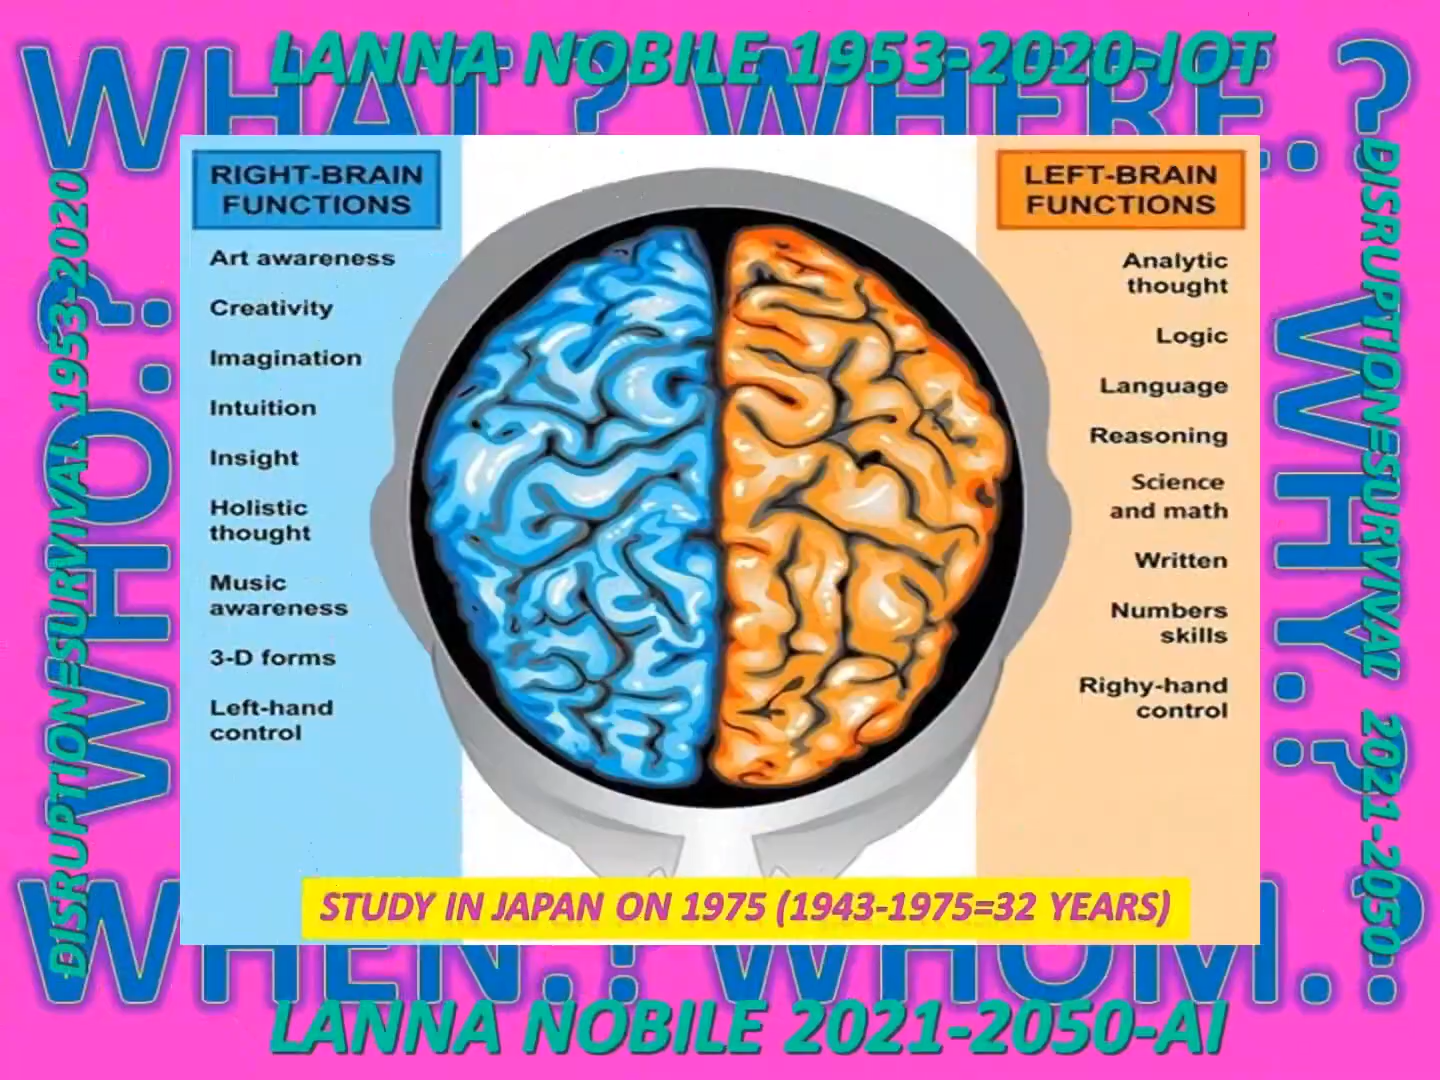 LANNA NOBILE 1953-2020-IOT
WHAT.? WHERE.?
DISRUPTION=SURVIVAL 1953-2020
WHO.?
RIGHT-BRAIN
FUNCTIONS
Art awareness
Creativity
Imagination
Intuition
Insight
Holistic
thought
Music
awareness
3-D forms
Left-hand
control
LEFT-BRAIN
FUNCTIONS
Analytic
thought
Logic
Language
Reasoning
Science
and math
Written
Numbers
skills
Righy-hand
control
WHY.?
DISRUPTION=SURVIVAL 2021-2050
STUDY IN JAPAN ON 1975 (1943-1975=32 YEARS)
WHEN.? WHOM.?
LANNA NOBILE 2021-2050-AI